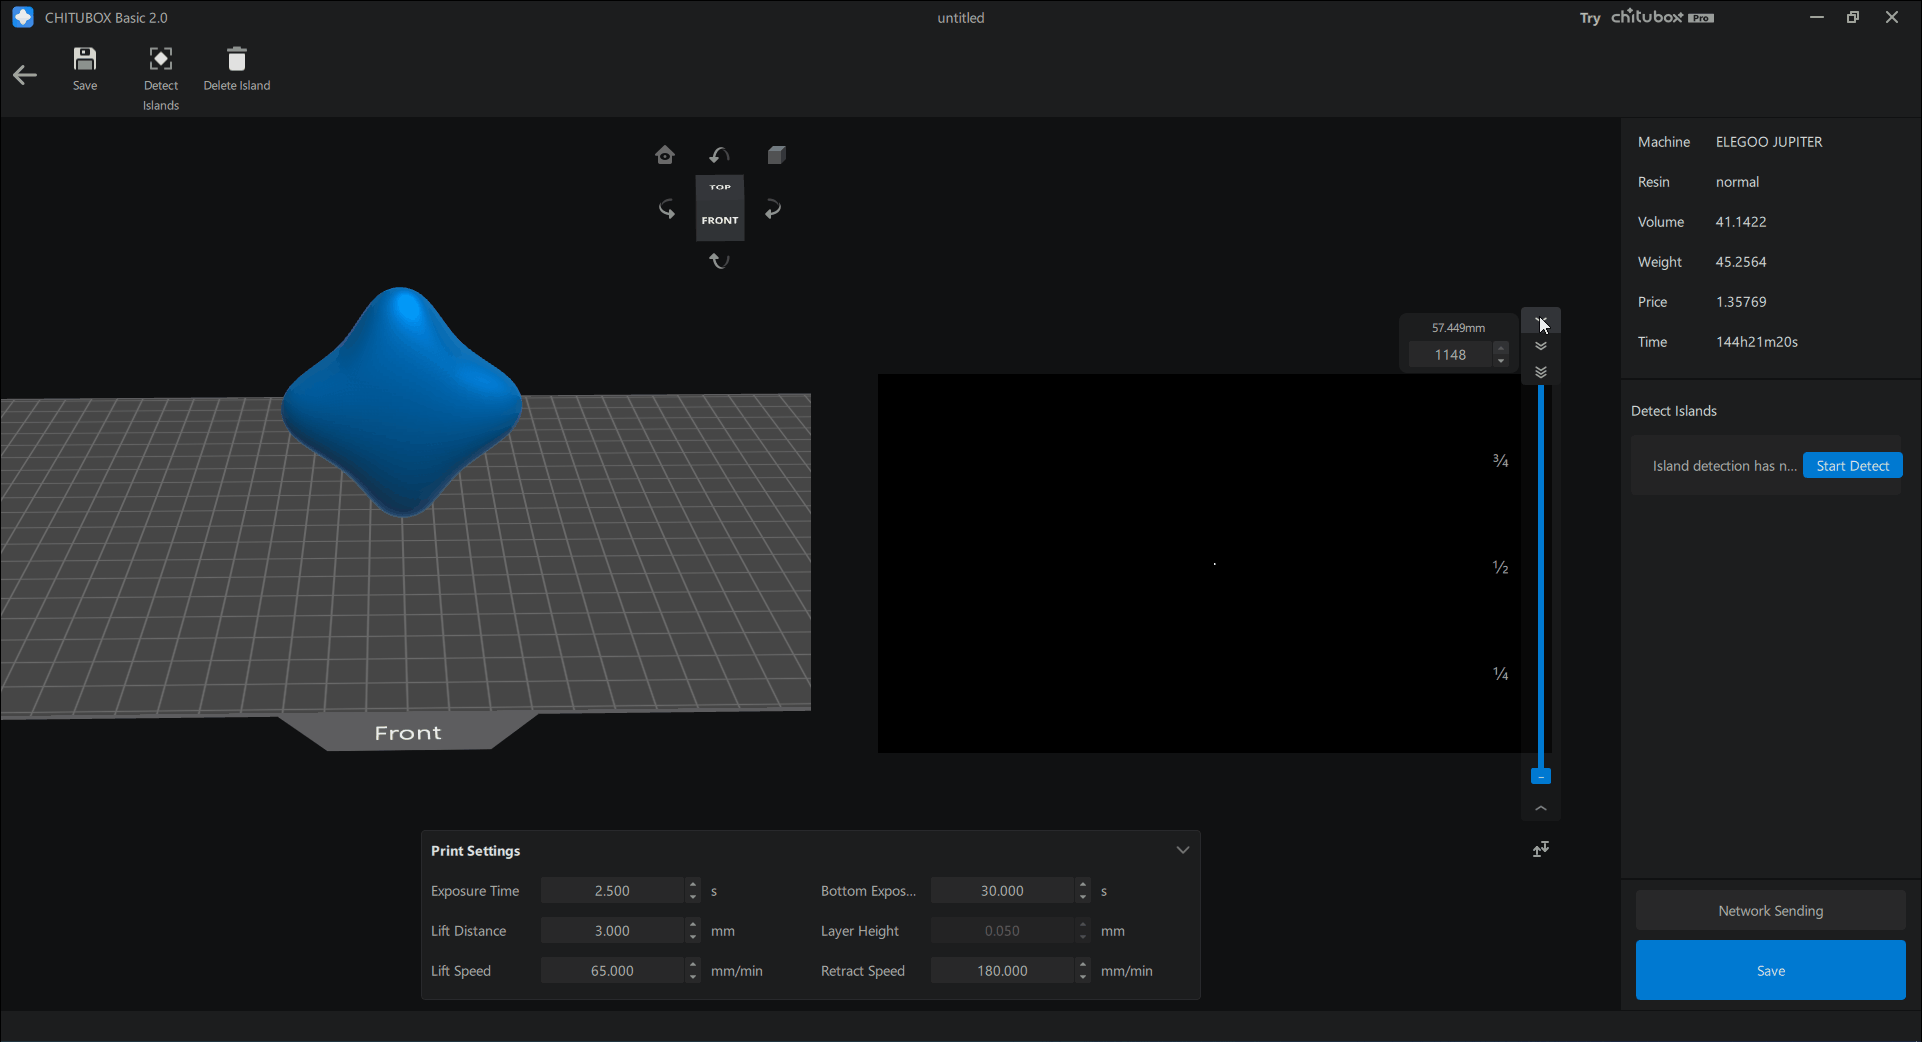 CHITUBOX Basic 2.0
untitled
Try chitubox Pro
Save
Detect Islands
Delete Island
TOP
FRONT
Front
57.449mm
1148
3/4
1/2
1/4
Machine ELEGOO JUPITER
Resin normal
Volume 41.1422
Weight 45.2564
Price 1.35769
Time 144h21m20s
Detect Islands
Island detection has n... Start Detect
Print Settings
Exposure Time 2.500 s Bottom Expos... 30.000 s
Lift Distance 3.000 mm Layer Height 0.050 mm
Lift Speed 65.000 mm/min Retract Speed 180.000 mm/min
Network Sending
Save